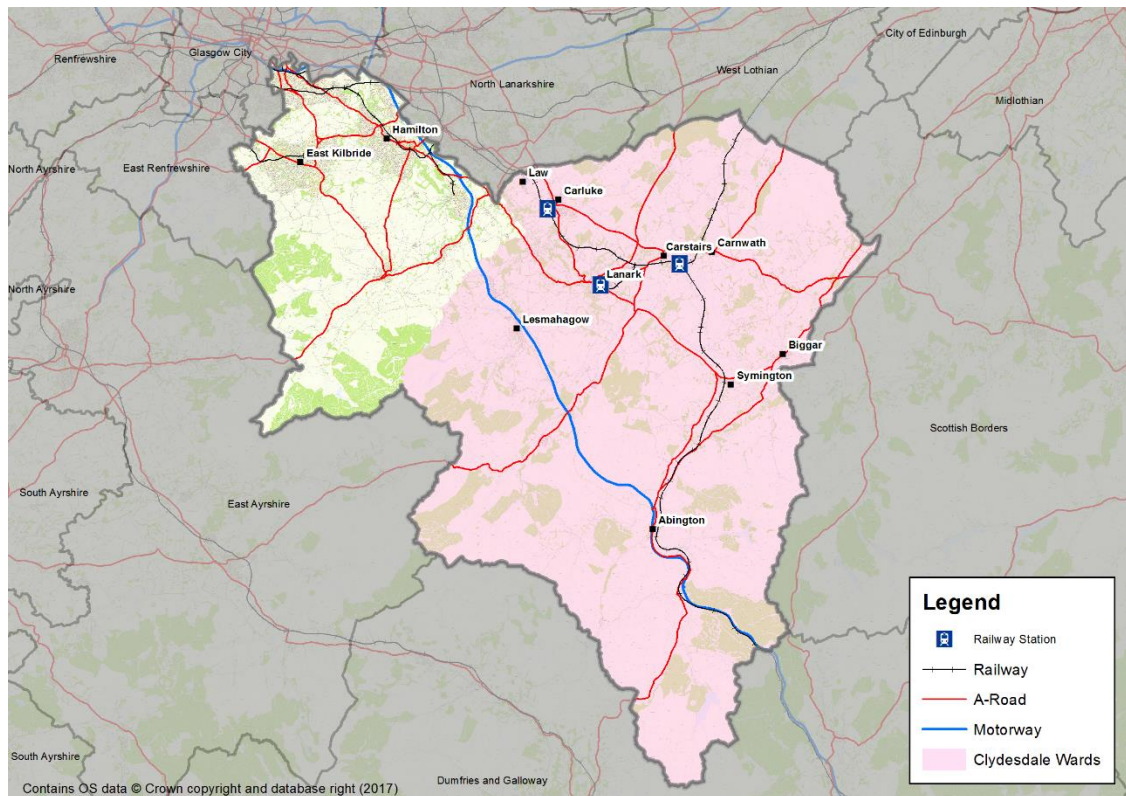 City of Edinburgh
Glasgow City
Renfrewshire
West Lothian
North Lanarkshire
Midlothian
Hamilton
East Kilbride
North Ayrshire
East Renfrewshire
Law
Carluke
Carstairs
Carnwath
Lanark
North Ayrshire
Lesmahagow
Biggar
Symington
Scottish Borders
South Ayrshire
East Ayrshire
Abington
Legend
Railway Station
Railway
A-Road
Motorway
Clydesdale Wards
South Ayrshire
Dumfries and Galloway
Contains OS data © Crown copyright and database right (2017)